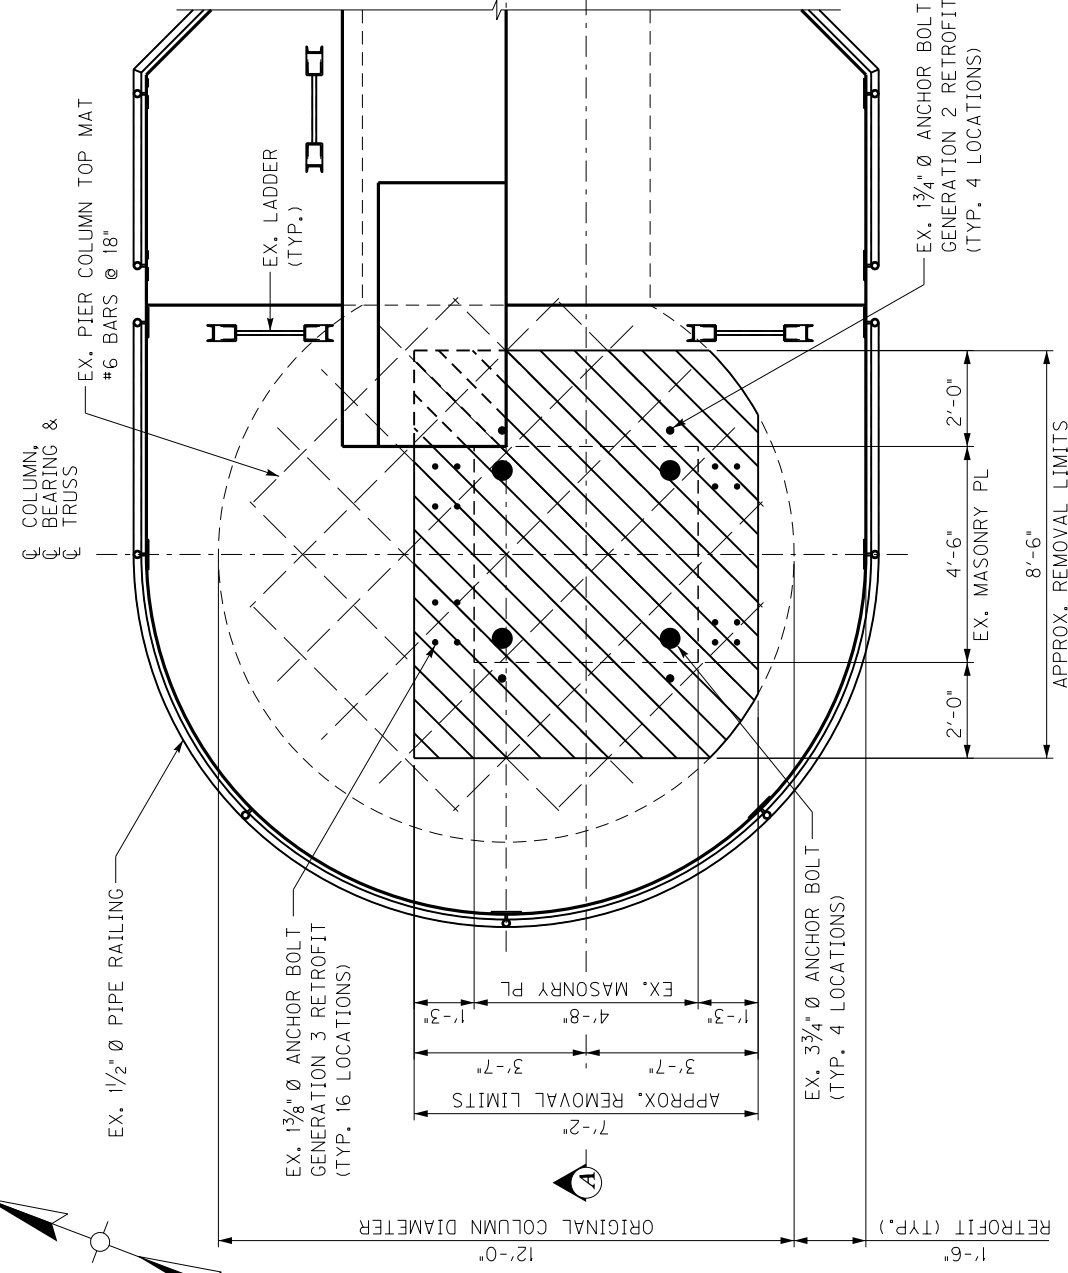 ℄ COLUMN,
℄ BEARING &
℄ TRUSS
EX. PIER COLUMN TOP MAT
#6 BARS @ 18"
EX. LADDER
(TYP.)
EX. 1¾" Ø ANCHOR BOLT
GENERATION 2 RETROFIT
(TYP. 4 LOCATIONS)
2'-0"
4'-6"
EX. MASONRY PL
2'-0"
8'-6"
APPROX. REMOVAL LIMITS
EX. 1½" Ø PIPE RAILING
EX. 1⅜" Ø ANCHOR BOLT
GENERATION 3 RETROFIT
(TYP. 16 LOCATIONS)
EX. 3¾" Ø ANCHOR BOLT
(TYP. 4 LOCATIONS)
EX. MASONRY PL
1'-3"
4'-8"
1'-3"
3'-7"
3'-7"
APPROX. REMOVAL LIMITS
7'-2"
A
ORIGINAL COLUMN DIAMETER
12'-0"
RETROFIT (TYP.)
1'-6"